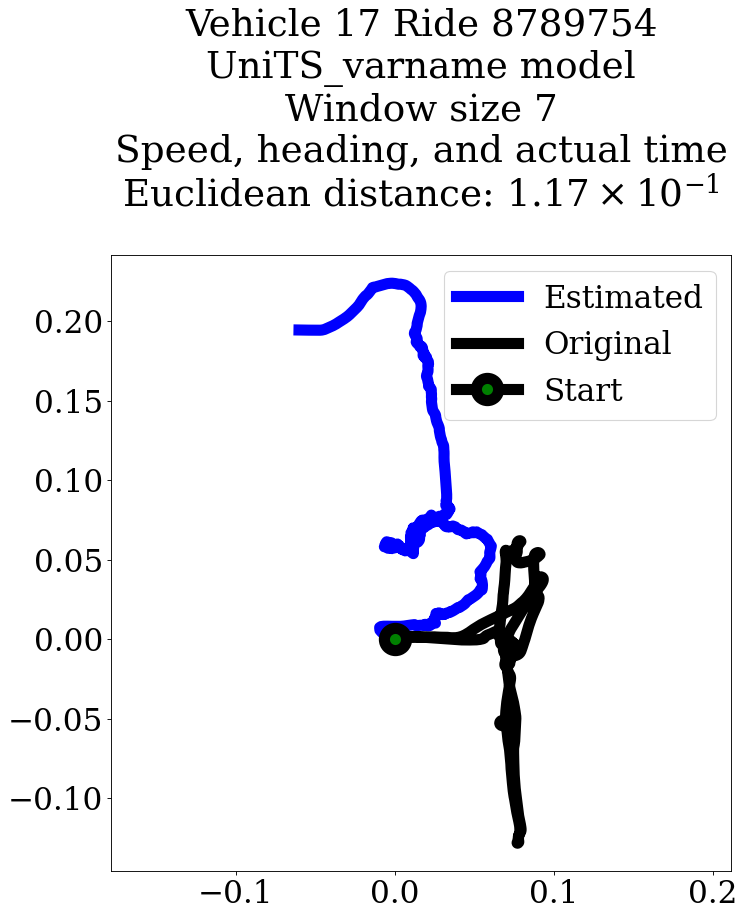 Vehicle 17 Ride 8789754
UniTS_varname model
Window size 7
Speed, heading, and actual time
Euclidean distance: 1.17 × 10⁻¹
Estimated
Original
Start
0.20
0.15
0.10
0.05
0.00
−0.05
−0.10
−0.1 0.0 0.1 0.2